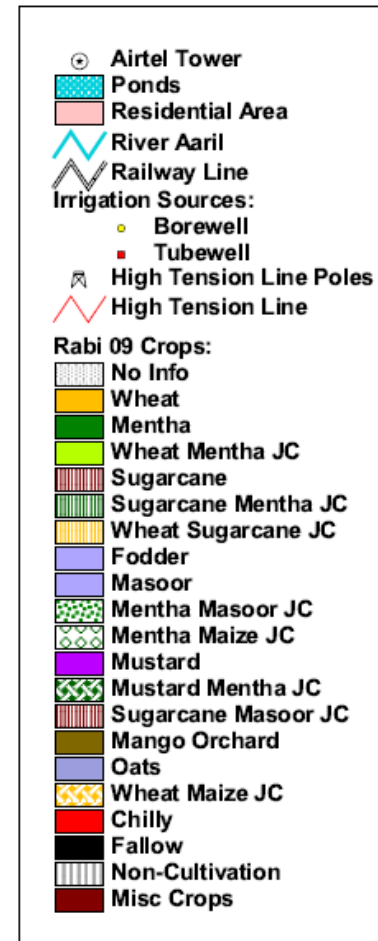 Airtel Tower
Ponds
Residential Area
River Aaril
Railway Line
Irrigation Sources:
Borewell
Tubewell
High Tension Line Poles
High Tension Line
Rabi 09 Crops:
No Info
Wheat
Mentha
Wheat Mentha JC
Sugarcane
Sugarcane Mentha JC
Wheat Sugarcane JC
Fodder
Masoor
Mentha Masoor JC
Mentha Maize JC
Mustard
Mustard Mentha JC
Sugarcane Masoor JC
Mango Orchard
Oats
Wheat Maize JC
Chilly
Fallow
Non-Cultivation
Misc Crops